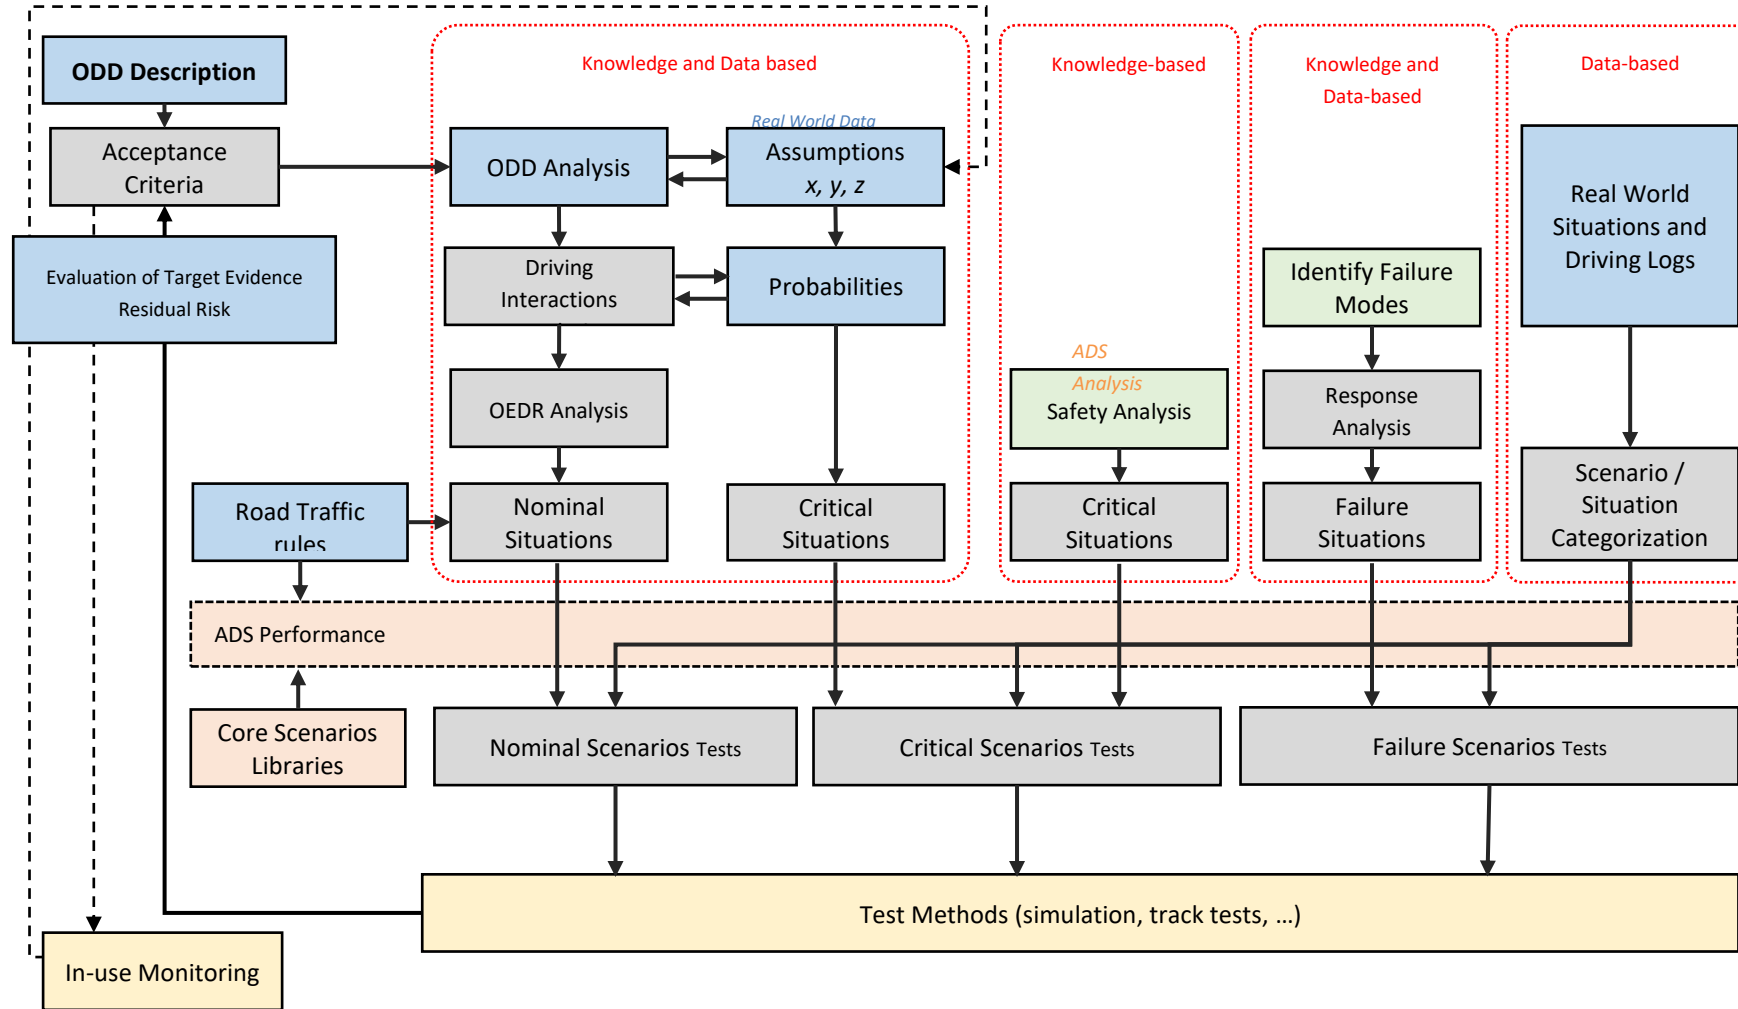 ODD Description
Knowledge and Data based
Knowledge-based
Knowledge and
Data-based
Data-based
Acceptance
Criteria
ODD Analysis
Real World Data
Assumptions
x, y, z
Real World
Situations and
Driving Logs
Evaluation of Target Evidence
Residual Risk
Driving
Interactions
Probabilities
Identify Failure
Modes
ADS
Analysis
Safety Analysis
OEDR Analysis
Response
Analysis
Scenario /
Situation
Categorization
Road Traffic
rules
Nominal
Situations
Critical
Situations
Critical
Situations
Failure
Situations
ADS Performance
Core Scenarios
Libraries
Nominal Scenarios Tests
Critical Scenarios Tests
Failure Scenarios Tests
Test Methods (simulation, track tests, ...)
In-use Monitoring